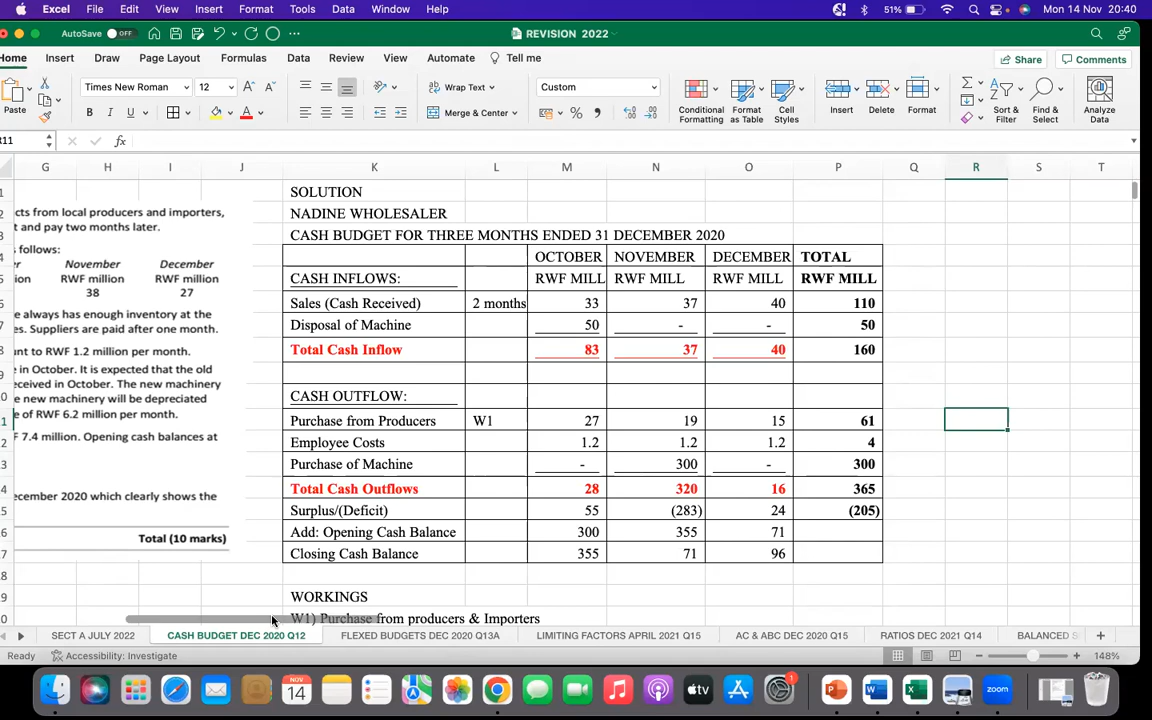 Excel File Edit View Insert Format Tools Data Window Help 51% Mon 14 Nov 20:40
AutoSave OFF REVISION 2022
Home Insert Draw Page Layout Formulas Data Review View Automate Tell me Share Comments
Paste Times New Roman 12 A A Wrap Text Custom Conditional Formatting Format as Table Cell Styles Insert Delete Format Sort & Filter Find & Select Analyze Data
B I U A Merge & Center % 
R11 fx
G H I J K L M N O P Q R S T
SOLUTION
cts from local producers and importers, NADINE WHOLESALER
t and pay two months later.
CASH BUDGET FOR THREE MONTHS ENDED 31 DECEMBER 2020
s follows:
OCTOBER NOVEMBER DECEMBER TOTAL
r November December
ion RWF million RWF million CASH INFLOWS: RWF MILL RWF MILL RWF MILL RWF MILL
38 27
Sales (Cash Received) 2 months 33 37 40 110
e always has enough inventory at the
es. Suppliers are paid after one month. Disposal of Machine 50 - - 50
unt to RWF 1.2 million per month. Total Cash Inflow 83 37 40 160
e in October. It is expected that the old
eceived in October. The new machinery
e new machinery will be depreciated CASH OUTFLOW:
e of RWF 6.2 million per month. Purchase from Producers W1 27 19 15 61
F 7.4 million. Opening cash balances at Employee Costs 1.2 1.2 1.2 4
Purchase of Machine - 300 - 300
ecember 2020 which clearly shows the Total Cash Outflows 28 320 16 365
Surplus/(Deficit) 55 (283) 24 (205)
Total (10 marks) Add: Opening Cash Balance 300 355 71
Closing Cash Balance 355 71 96
WORKINGS
W1) Purchase from producers & Importers
SECT A JULY 2022 CASH BUDGET DEC 2020 Q12 FLEXED BUDGETS DEC 2020 Q13A LIMITING FACTORS APRIL 2021 Q15 AC & ABC DEC 2020 Q15 RATIOS DEC 2021 Q14 BALANCED S
Ready Accessibility: Investigate 148%
NOV 14 tv 1 zoom